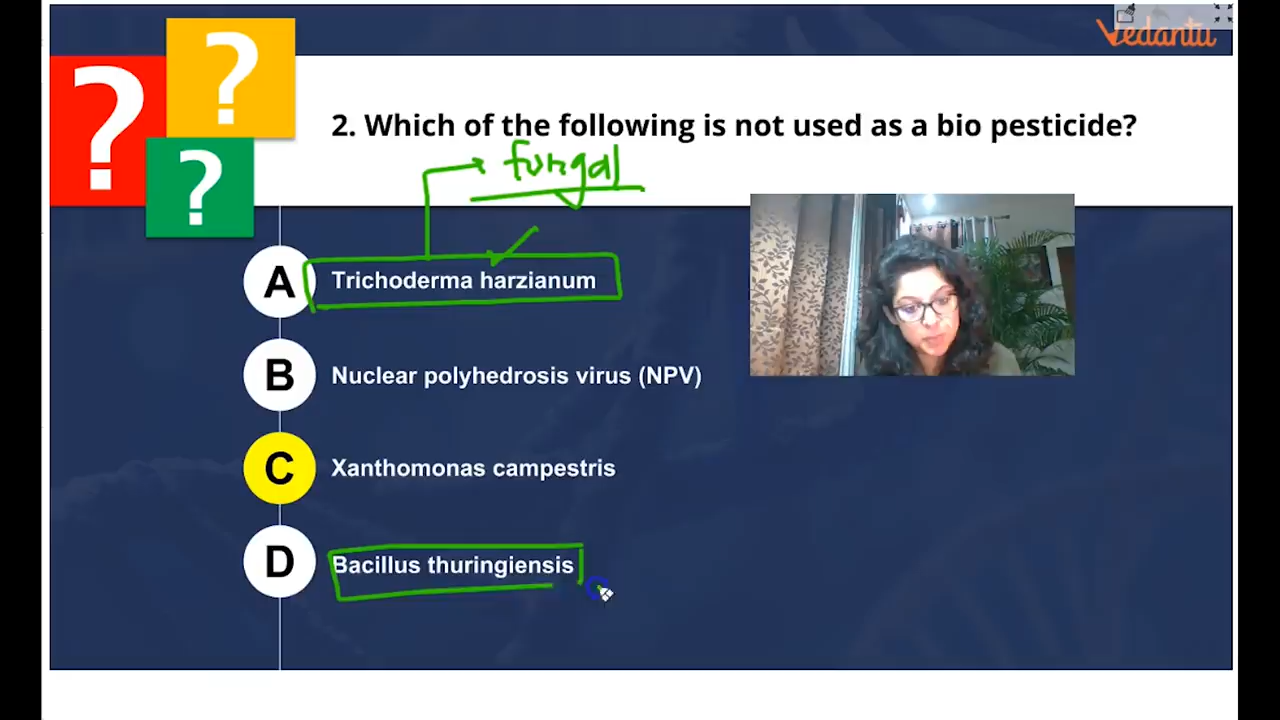 Vedantu
?
?
?
2. Which of the following is not used as a bio pesticide?
fungal
A Trichoderma harzianum
B Nuclear polyhedrosis virus (NPV)
C Xanthomonas campestris
D Bacillus thuringiensis